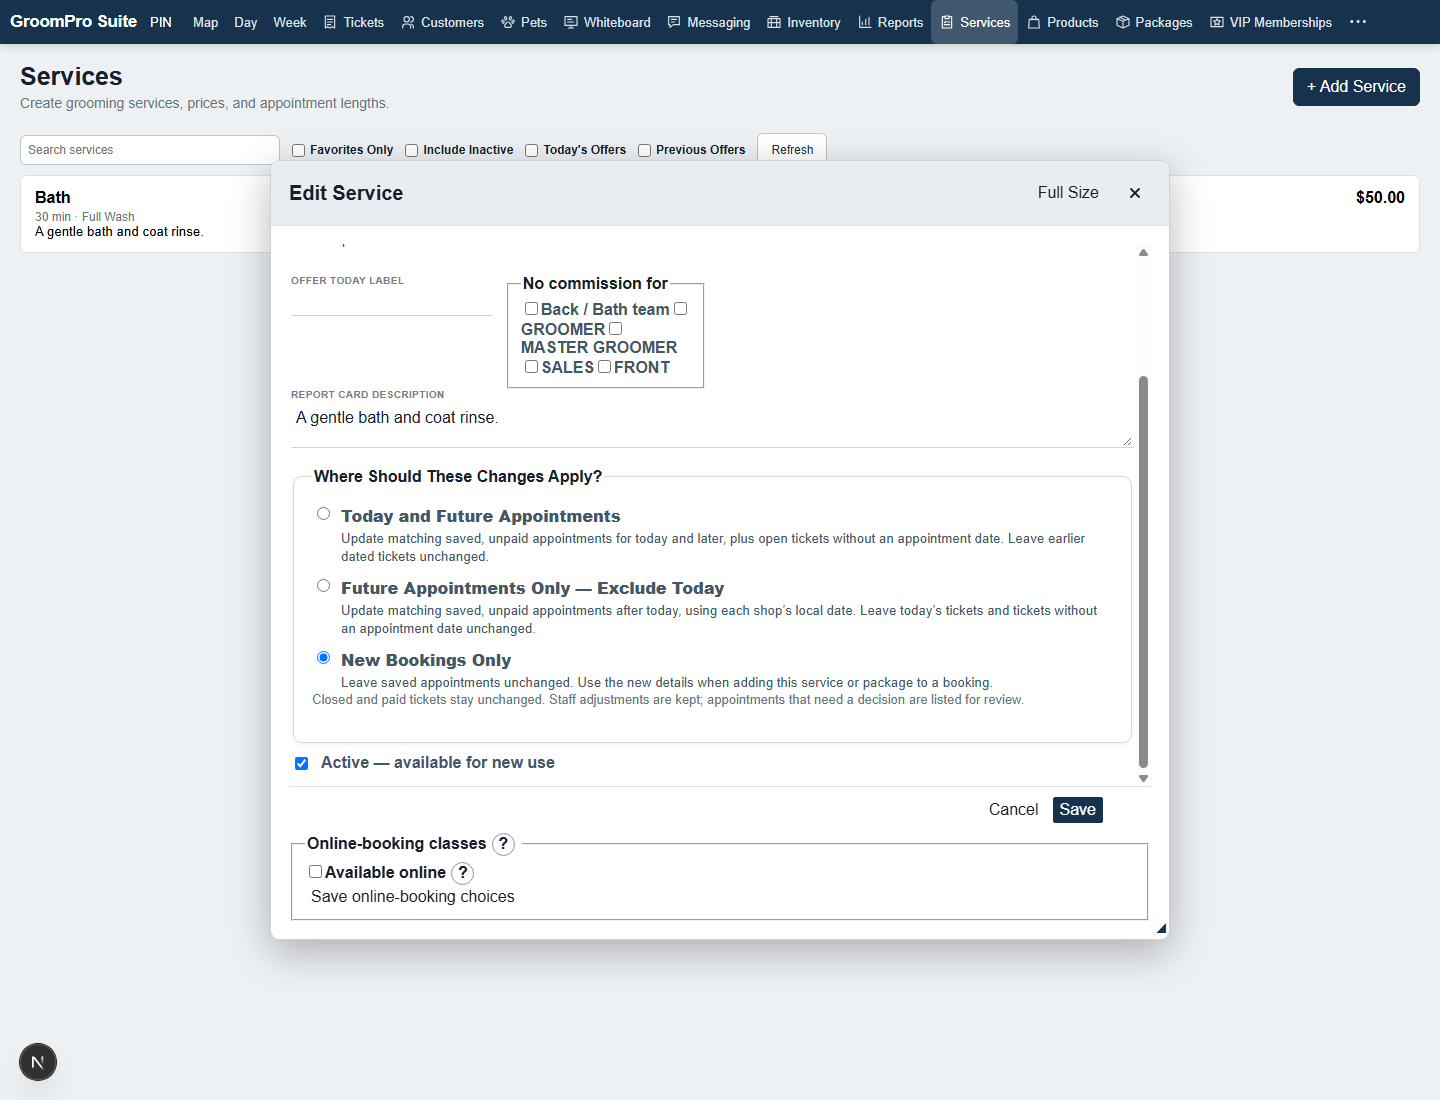 GroomPro Suite PIN Map Day Week Tickets Customers Pets Whiteboard Messaging Inventory Reports Services Products Packages VIP Memberships
Services
Create grooming services, prices, and appointment lengths.
+ Add Service
Search services
Favorites Only Include Inactive Today's Offers Previous Offers Refresh
Bath
30 min · Full Wash
A gentle bath and coat rinse.
$50.00
Edit Service
Full Size ×
OFFER TODAY LABEL
No commission for
Back / Bath team
GROOMER
MASTER GROOMER
SALES FRONT
REPORT CARD DESCRIPTION
A gentle bath and coat rinse.
Where Should These Changes Apply?
Today and Future Appointments
Update matching saved, unpaid appointments for today and later, plus open tickets without an appointment date. Leave earlier
dated tickets unchanged.
Future Appointments Only — Exclude Today
Update matching saved, unpaid appointments after today, using each shop's local date. Leave today's tickets and tickets without
an appointment date unchanged.
New Bookings Only
Leave saved appointments unchanged. Use the new details when adding this service or package to a booking.
Closed and paid tickets stay unchanged. Staff adjustments are kept; appointments that need a decision are listed for review.
Active — available for new use
Cancel Save
Online-booking classes ?
Available online ?
Save online-booking choices
N